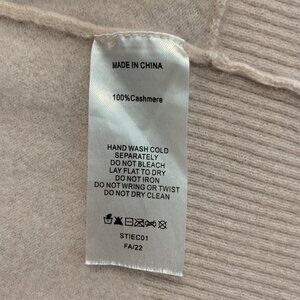 MADE IN CHINA
100%Cashmere
HAND WASH COLD
SEPARATELY
DO NOT BLEACH
LAY FLAT TO DRY
DO NOT IRON
DO NOT WRING OR TWIST
DO NOT DRY CLEAN
STIEC01
FA/22